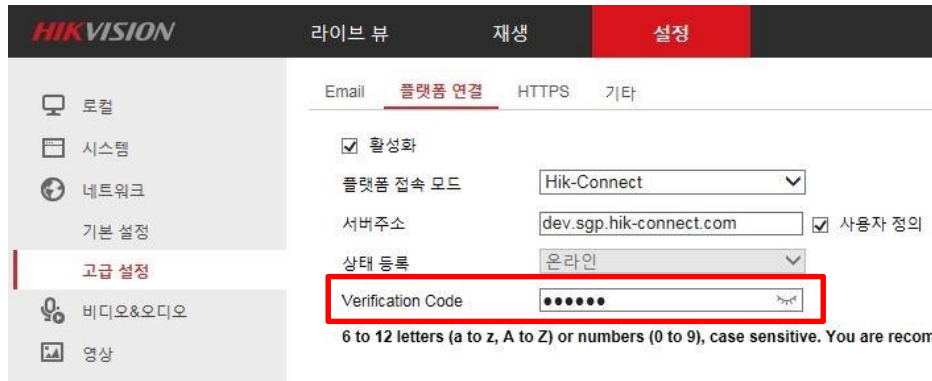 HIKVISION
라이브 뷰 재생 설정
로컬
시스템
네트워크
기본 설정
고급 설정
비디오&오디오
영상
Email 플랫폼 연결 HTTPS 기타
활성화
플랫폼 접속 모드 Hik-Connect
서버주소 dev.sgp.hik-connect.com 사용자 정의
상태 등록 온라인
Verification Code ●●●●●●
6 to 12 letters (a to z, A to Z) or numbers (0 to 9), case sensitive. You are recom